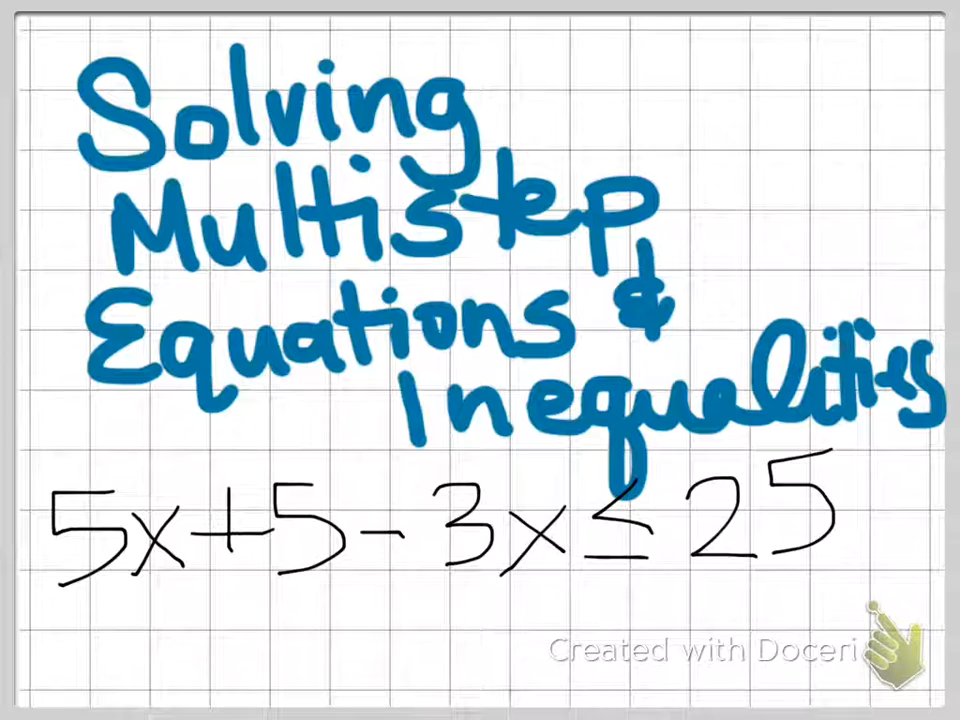 Solving
Multistep
Equations &
Inequalities
5x+5-3x≤25
Created with Doceri